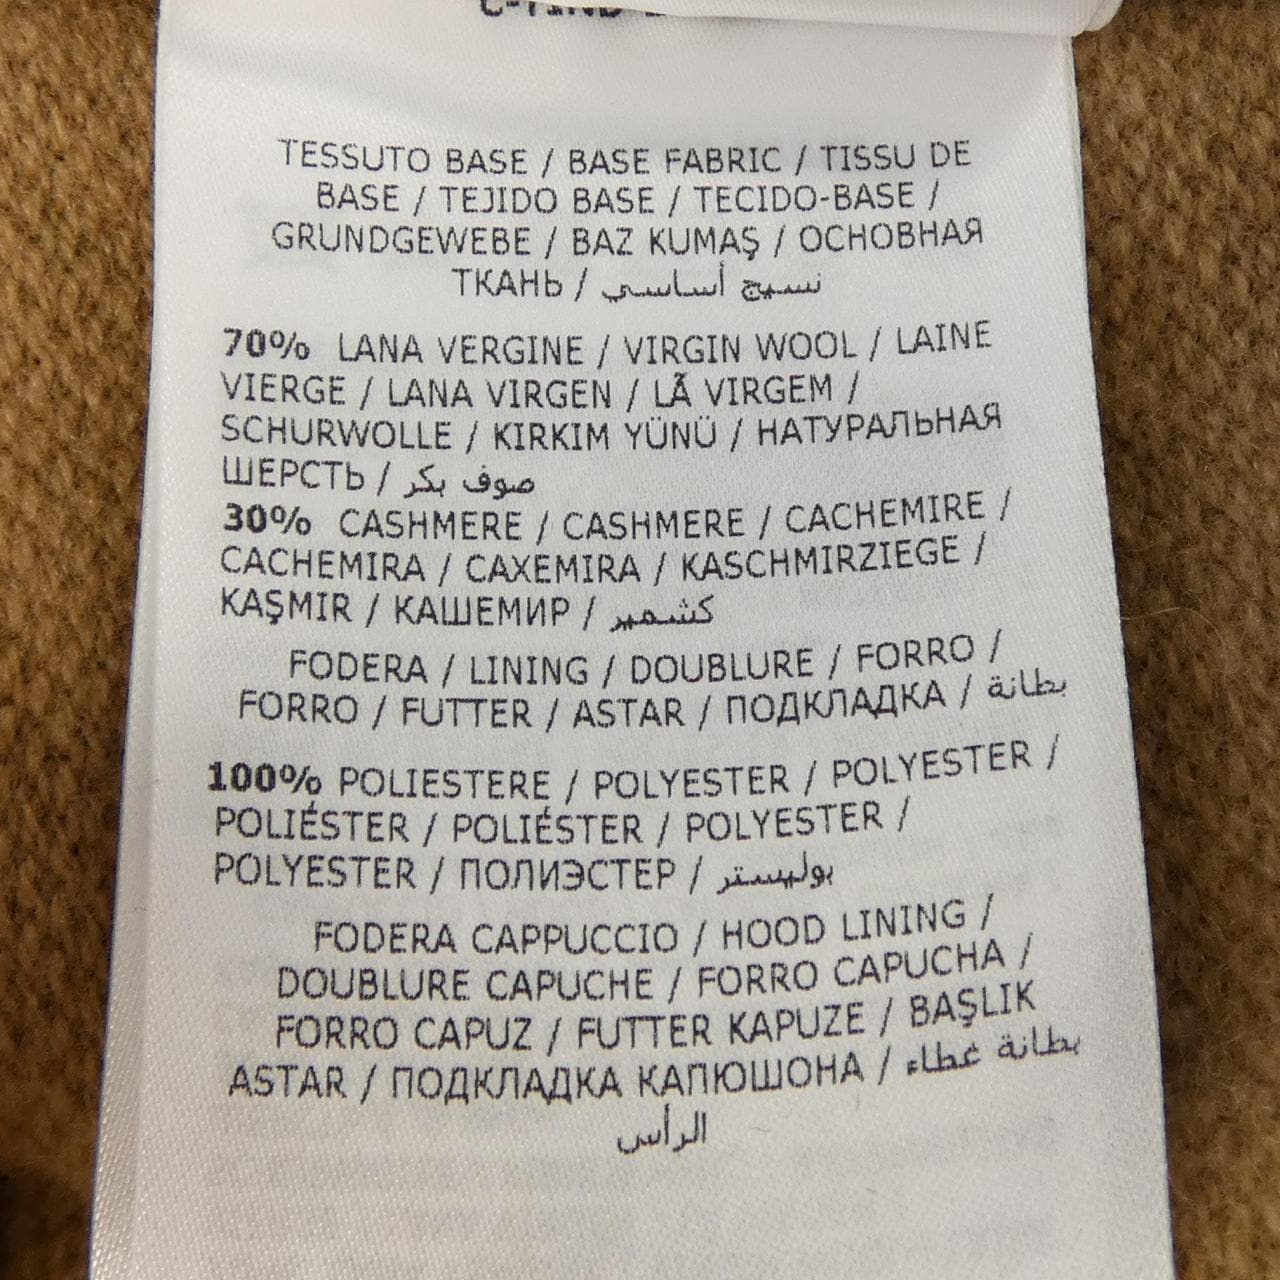 TESSUTO BASE / BASE FABRIC / TISSU DE
BASE / TEJIDO BASE / TECIDO-BASE /
GRUNDGEWEBE / BAZ KUMAŞ / ОСНОВНАЯ
ТКАНЬ / نسيج أساسي
70% LANA VERGINE / VIRGIN WOOL / LAINE
VIERGE / LANA VIRGEN / LÃ VIRGEM /
SCHURWOLLE / KIRKIM YÜNÜ / НАТУРАЛЬНАЯ
ШЕРСТЬ / صوف بكر
30% CASHMERE / CASHMERE / CACHEMIRE /
CACHEMIRA / CAXEMIRA / KASCHMIRZIEGE /
KAŞMIR / КАШЕМИР / كشمير
FODERA / LINING / DOUBLURE / FORRO /
FORRO / FUTTER / ASTAR / ПОДКЛАДКА / بطانة
100% POLIESTERE / POLYESTER / POLYESTER /
POLIÉSTER / POLIÉSTER / POLYESTER /
POLYESTER / ПОЛИЭСТЕР / بوليستر
FODERA CAPPUCCIO / HOOD LINING /
DOUBLURE CAPUCHE / FORRO CAPUCHA /
FORRO CAPUZ / FUTTER KAPUZE / BAŞLIK
ASTAR / ПОДКЛАДКА КАПЮШОНА / بطانة غطاء
الرأس